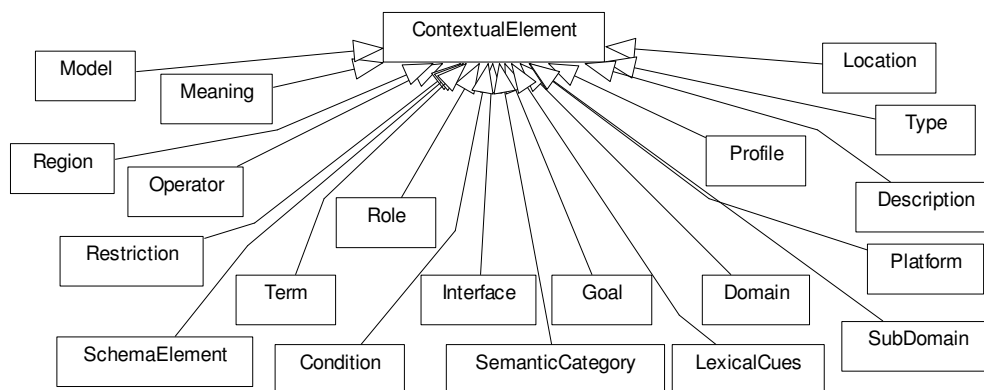 ContextualElement
Model
Location
Meaning
Type
Region
Operator
Profile
Description
Role
Restriction
Platform
Term
Interface
Goal
Domain
SubDomain
SchemaElement
Condition
SemanticCategory
LexicalCues